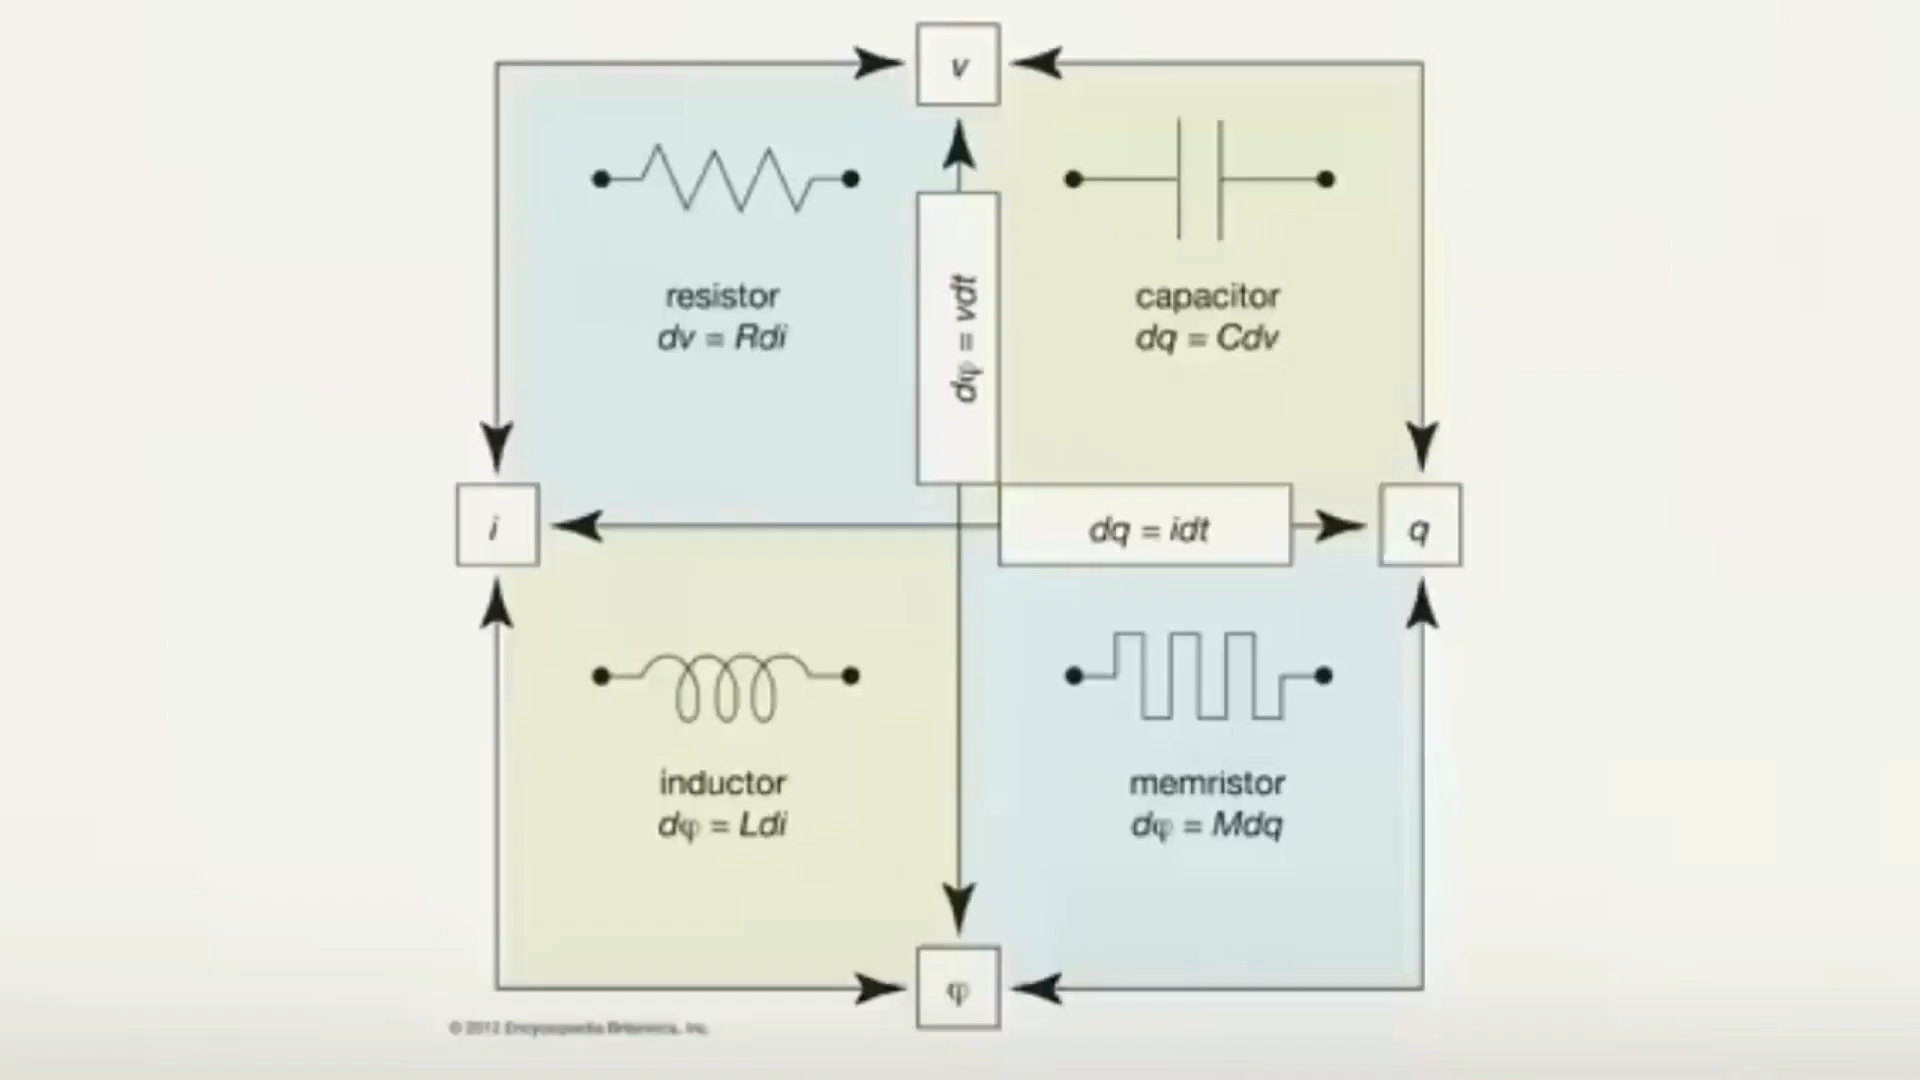 v
resistor
dv = Rdi
dφ = vdt
capacitor
dq = Cdv
i
dq = idt
q
inductor
dφ = Ldi
memristor
dφ = Mdq
φ
© 2012 Encyclopædia Britannica, Inc.